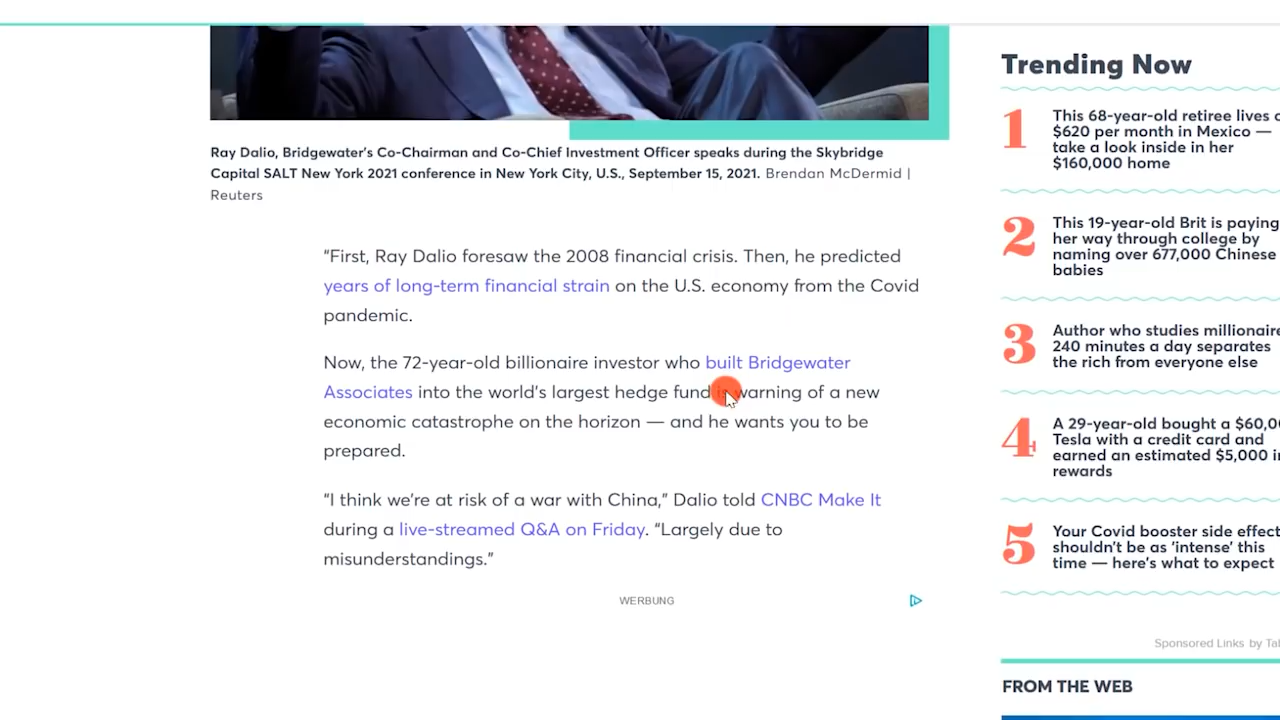 Ray Dalio, Bridgewater's Co-Chairman and Co-Chief Investment Officer speaks during the Skybridge
Capital SALT New York 2021 conference in New York City, U.S., September 15, 2021. Brendan McDermid |
Reuters
“First, Ray Dalio foresaw the 2008 financial crisis. Then, he predicted
years of long-term financial strain on the U.S. economy from the Covid
pandemic.
Now, the 72-year-old billionaire investor who built Bridgewater
Associates into the world's largest hedge fund is warning of a new
economic catastrophe on the horizon — and he wants you to be
prepared.
“I think we're at risk of a war with China,” Dalio told CNBC Make It
during a live-streamed Q&A on Friday. “Largely due to
misunderstandings.”
WERBUNG
Trending Now
1
This 68-year-old retiree lives
$620 per month in Mexico —
take a look inside in her
$160,000 home
2
This 19-year-old Brit is paying
her way through college by
naming over 677,000 Chinese
babies
3
Author who studies millionaire
240 minutes a day separates
the rich from everyone else
4
A 29-year-old bought a
Tesla with a credit card and
earned an estimated $5,000
rewards
5
Your Covid booster side effect
shouldn't be as 'intense' this
time — here's what to expect
Sponsored Links by
FROM THE WEB